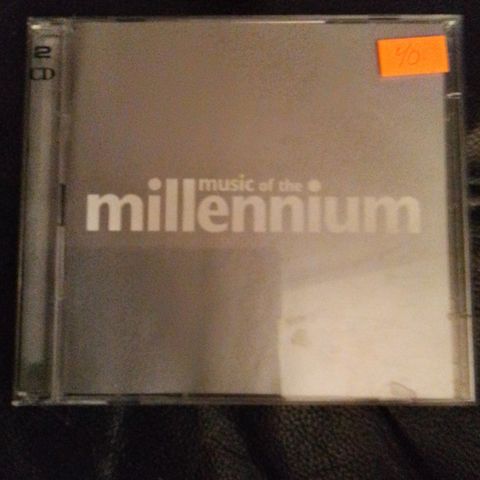 2
CD
music of the
millennium